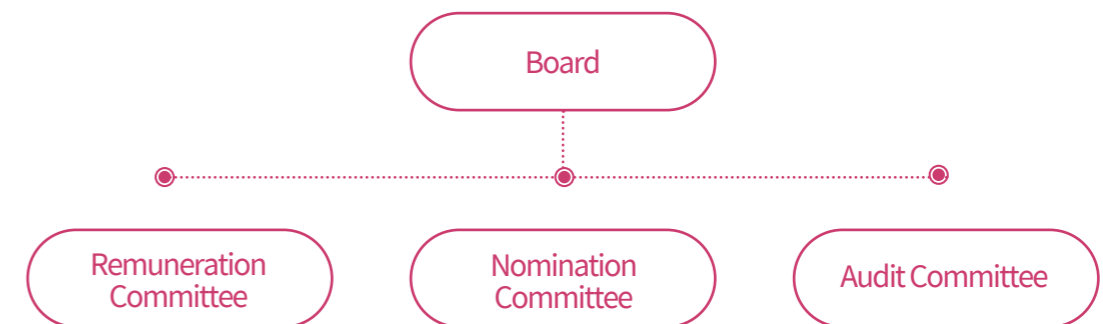 Board
Remuneration
Committee
Nomination
Committee
Audit Committee